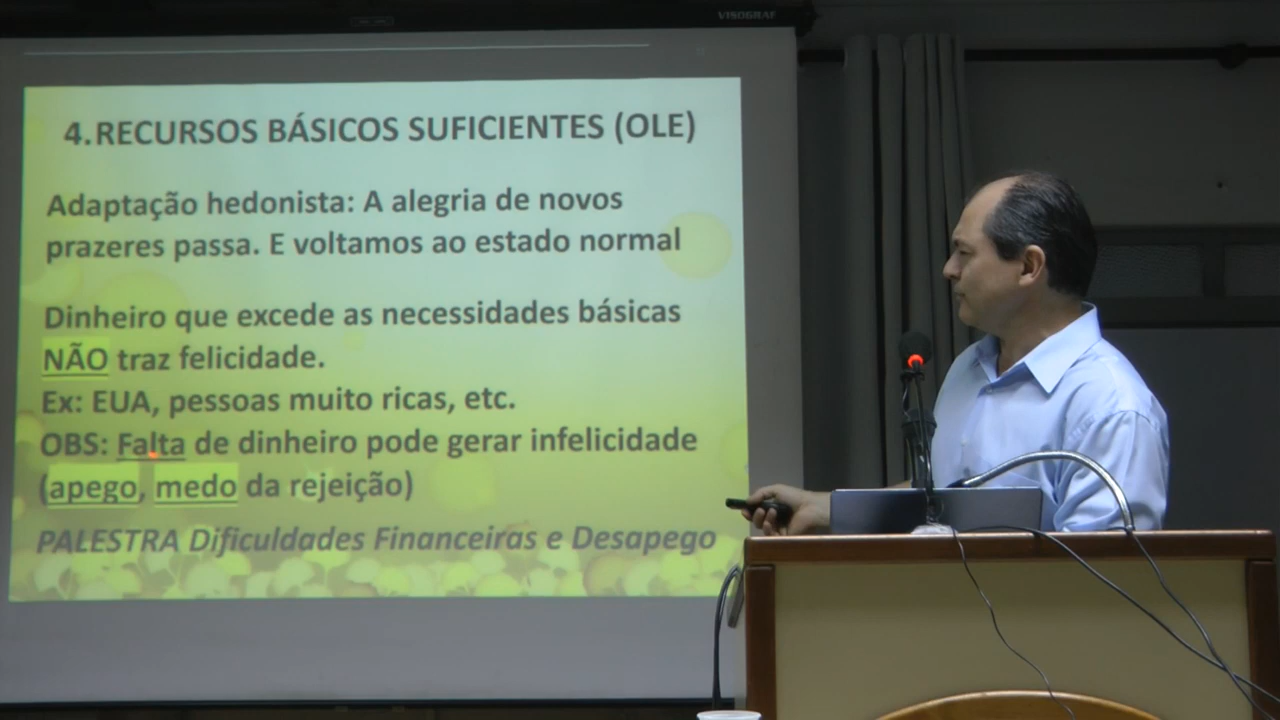 VISOGRAF
4. RECURSOS BÁSICOS SUFICIENTES (OLE)
Adaptação hedonista: A alegria de novos
prazeres passa. E voltamos ao estado normal
Dinheiro que excede as necessidades básicas
NÃO traz felicidade.
Ex: EUA, pessoas muito ricas, etc.
OBS: Falta de dinheiro pode gerar infelicidade
(apego, medo da rejeição)
PALESTRA Dificuldades Financeiras e Desapego